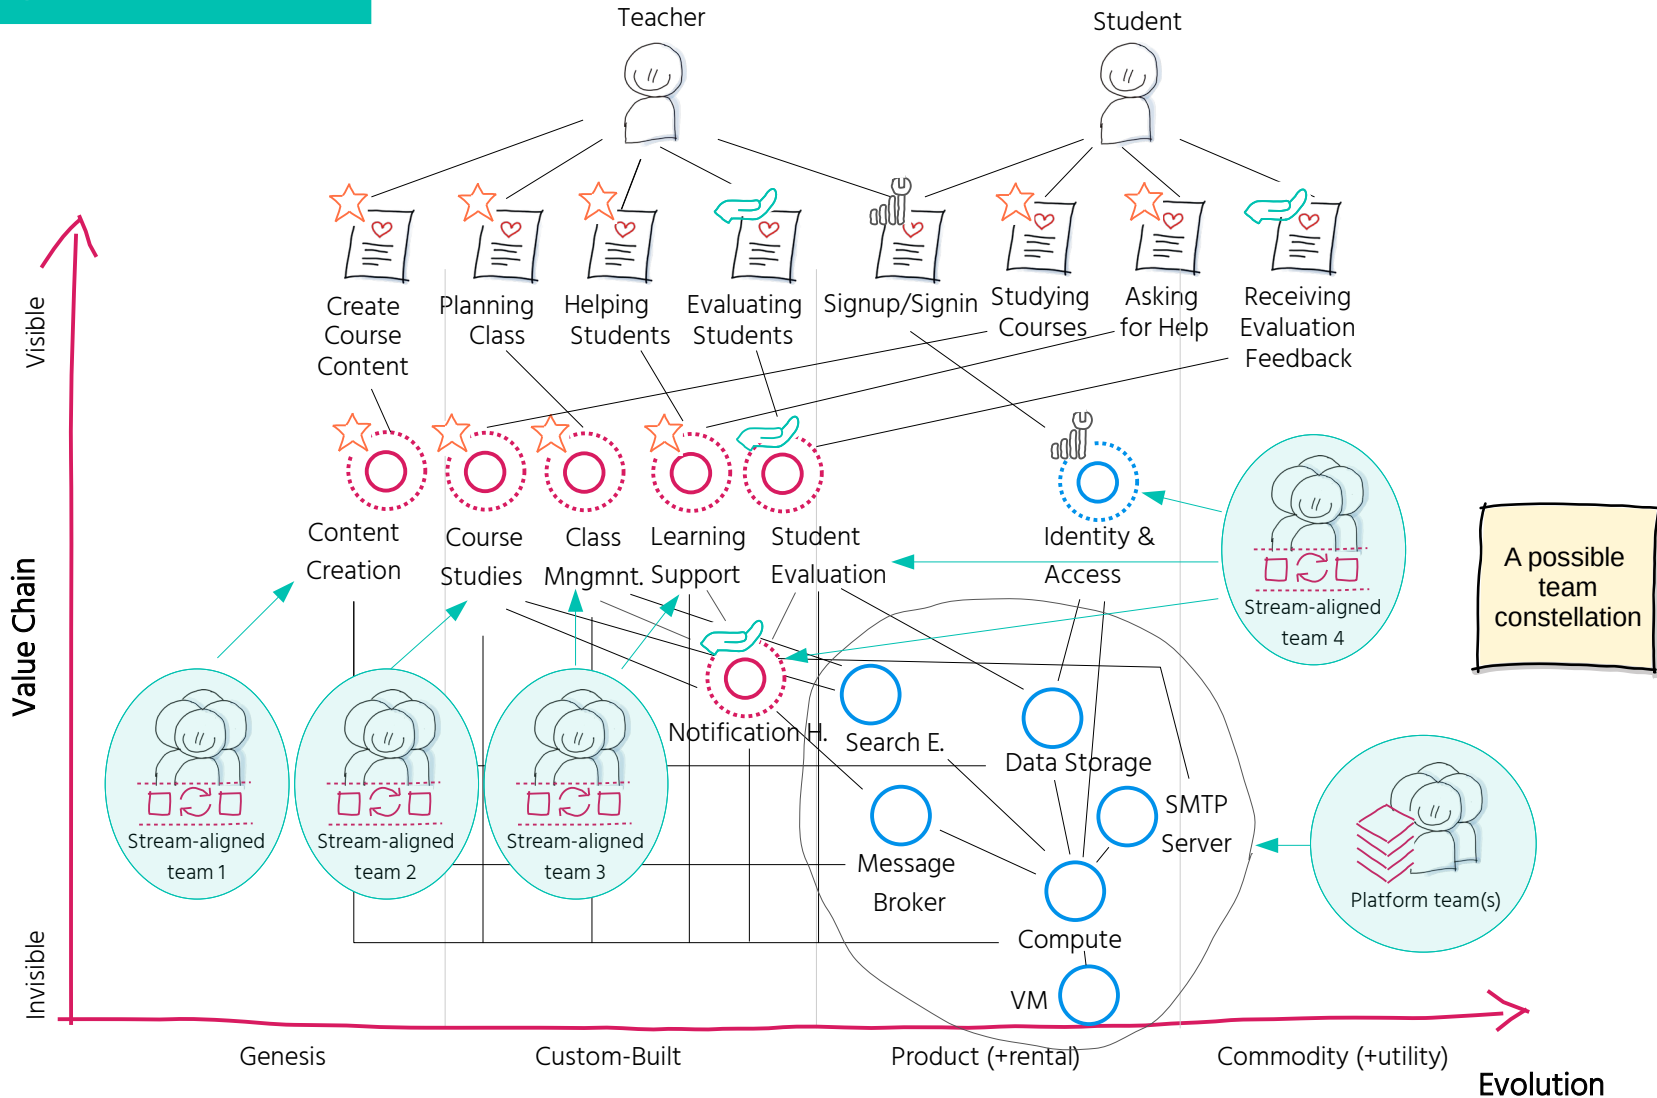 Teacher
Student
Create
Course
Content
Planning
Class
Helping
Students
Evaluating
Students
Signup/Signin
Studying
Courses
Asking
for Help
Receiving
Evaluation
Feedback
Visible
Value Chain
Invisible
Content
Creation
Course
Studies
Class
Mngmnt.
Learning
Support
Student
Evaluation
Identity &
Access
Stream-aligned
team 4
A possible
team
constellation
Notification H.
Search E.
Data Storage
SMTP
Server
Message
Broker
Compute
VM
Stream-aligned
team 1
Stream-aligned
team 2
Stream-aligned
team 3
Platform team(s)
Genesis
Custom-Built
Product (+rental)
Commodity (+utility)
Evolution